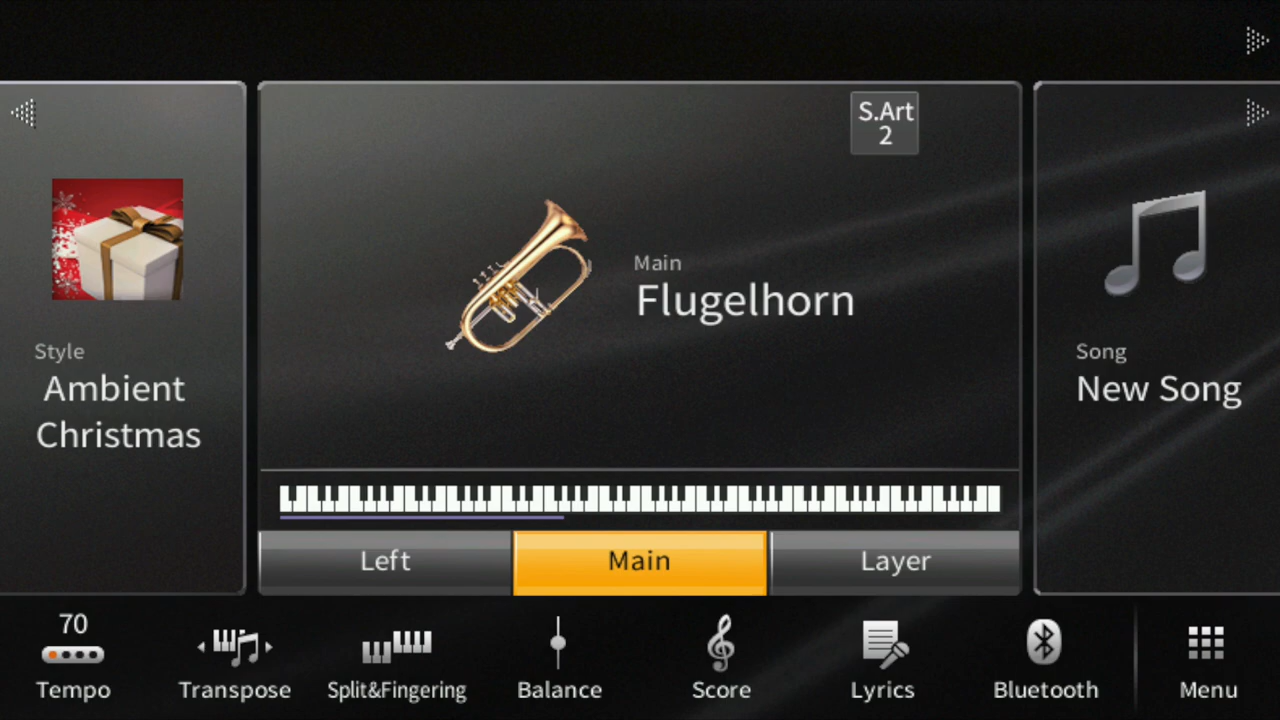 S.Art
2
Main
Flugelhorn
Style
Ambient
Christmas
Song
New Song
Left
Main
Layer
70
Tempo
Transpose
Split&Fingering
Balance
Score
Lyrics
Bluetooth
Menu